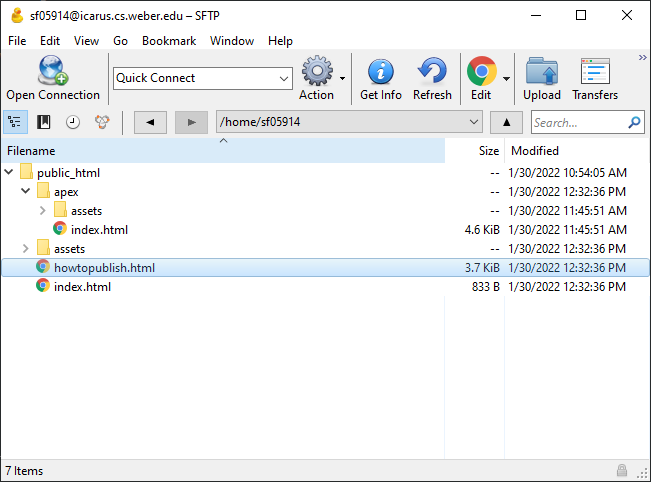 sf05914@icarus.cs.weber.edu – SFTP
File Edit View Go Bookmark Window Help
Open Connection Quick Connect Action Get Info Refresh Edit Upload Transfers »
/home/sf05914 Search...
Filename Size Modified
public_html -- 1/30/2022 10:54:05 AM
apex -- 1/30/2022 12:32:36 PM
assets -- 1/30/2022 11:45:51 AM
index.html 4.6 KiB 1/30/2022 11:45:51 AM
assets -- 1/30/2022 12:32:36 PM
howtopublish.html 3.7 KiB 1/30/2022 12:32:36 PM
index.html 833 B 1/30/2022 12:32:36 PM
7 Items